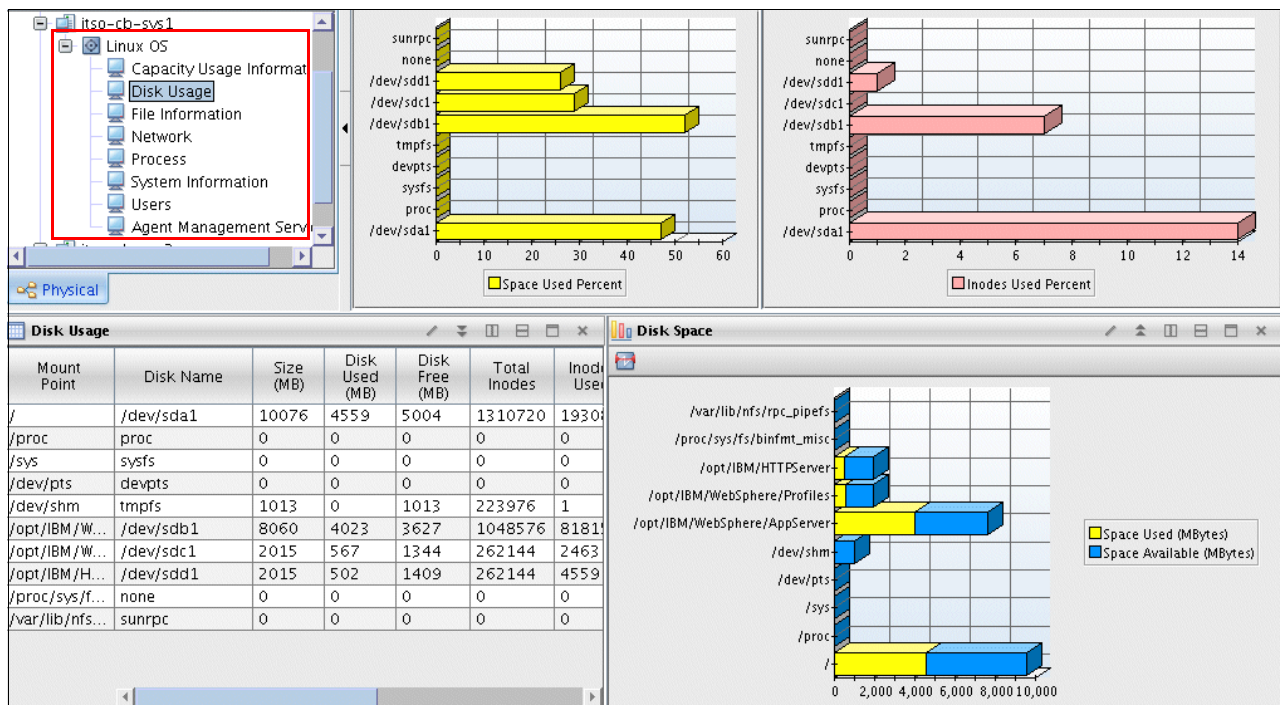 itso-cb-sys1
Linux OS
Capacity Usage Informat
Disk Usage
File Information
Network
Process
System Information
Users
Agent Management Serv
Physical
sunrpc
none
/dev/sdd1
/dev/sdc1
/dev/sdb1
tmpfs
devpts
sysfs
proc
/dev/sda1
0 10 20 30 40 50 60
Space Used Percent
sunrpc
none
/dev/sdd1
/dev/sdc1
/dev/sdb1
tmpfs
devpts
sysfs
proc
/dev/sda1
0 2 4 6 8 10 12 14
Inodes Used Percent
Disk Usage
Mount Point Disk Name Size (MB) Disk Used (MB) Disk Free (MB) Total Inodes Inod Use
/ /dev/sda1 10076 4559 5004 1310720 1930
/proc proc 0 0 0 0 0
/sys sysfs 0 0 0 0 0
/dev/pts devpts 0 0 0 0 0
/dev/shm tmpfs 1013 0 1013 223976 1
/opt/IBM/W... /dev/sdb1 8060 4023 3627 1048576 8181
/opt/IBM/W... /dev/sdc1 2015 567 1344 262144 2463
/opt/IBM/H... /dev/sdd1 2015 502 1409 262144 4559
/proc/sys/f... none 0 0 0 0 0
/var/lib/nfs... sunrpc 0 0 0 0 0
Disk Space
/var/lib/nfs/rpc_pipefs
/proc/sys/fs/binfmt_misc
/opt/IBM/HTTPServer
/opt/IBM/WebSphere/Profiles
/opt/IBM/WebSphere/AppServer
/dev/shm
/dev/pts
/sys
/proc
/
0 2,000 4,000 6,000 8,000 10,000
Space Used (MBytes)
Space Available (MBytes)